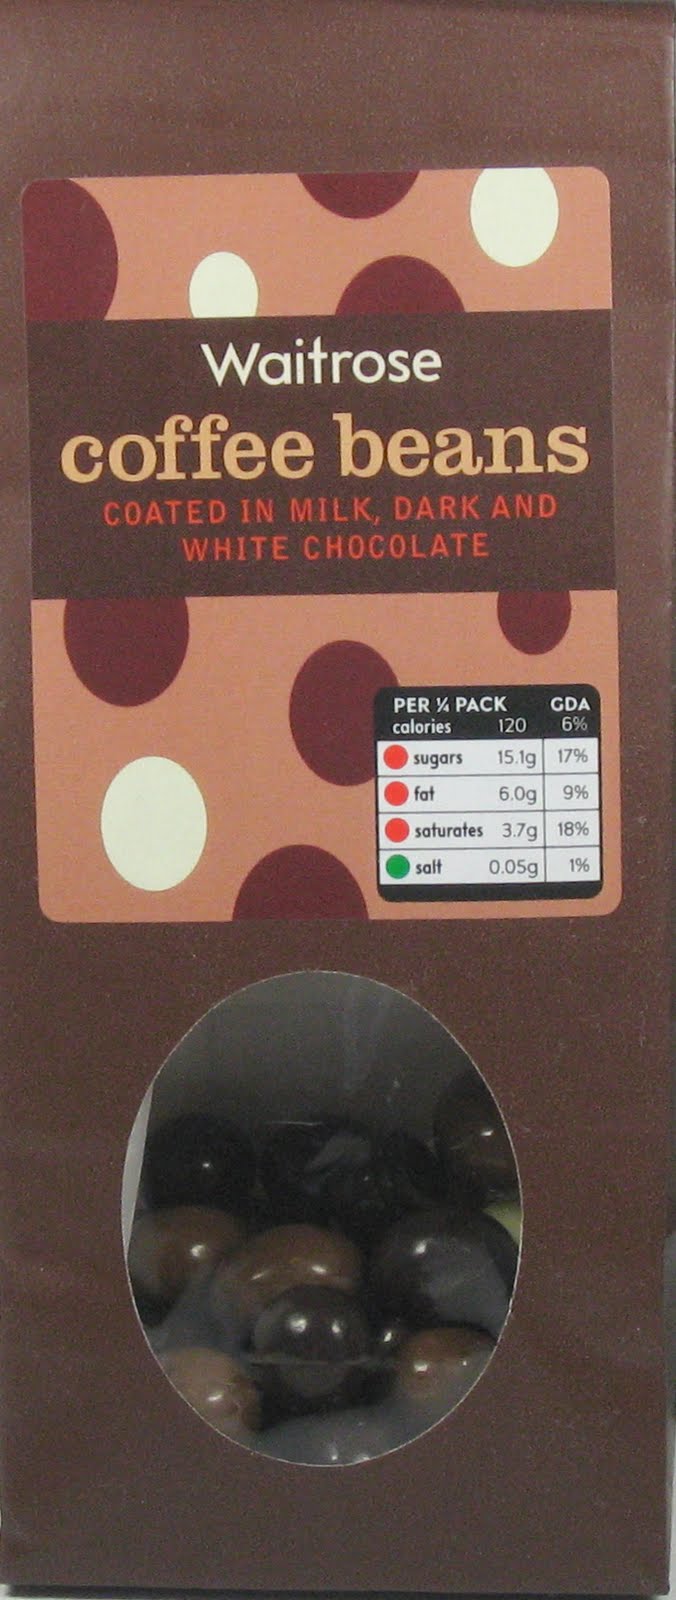 Waitrose
coffee beans
COATED IN MILK, DARK AND
WHITE CHOCOLATE
PER ¼ PACK GDA
calories 120 6%
sugars 15.1g 17%
fat 6.0g 9%
saturates 3.7g 18%
salt 0.05g 1%